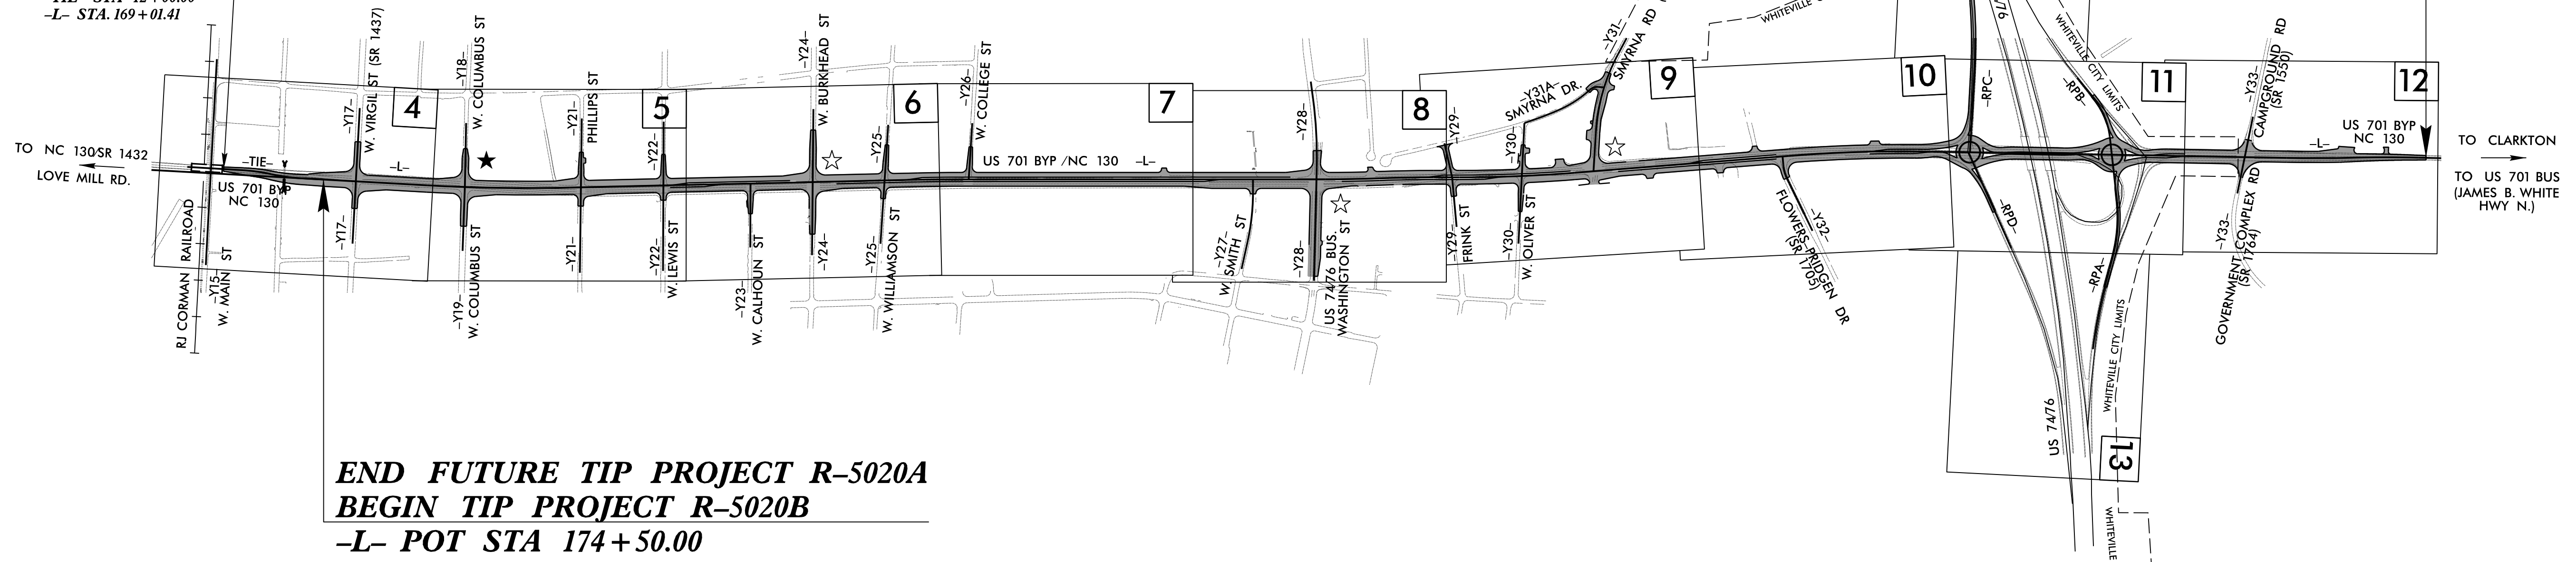 –L– STA. 169+01.41
TO NC 130/SR 1432
LOVE MILL RD.
RJ CORMAN RAILROAD
–Y15–
W. MAIN ST
–TIE–
US 701 BYP
NC 130
–Y17–
W. VIRGIL ST (SR 1437)
–Y17–
–L–
4
–Y18–
W. COLUMBUS ST
–Y19–
W. COLUMBUS ST
–Y21–
PHILLIPS ST
–Y21–
5
–Y22–
–Y22–
W. LEWIS ST
–Y23–
W. CALHOUN ST
–Y24–
W. BURKHEAD ST
–Y24–
–Y25–
–Y25–
W. WILLIAMSON ST
6
–Y26–
W. COLLEGE ST
US 701 BYP /NC 130 –L–
7
–Y27–
W. SMITH ST
–Y28–
–Y28–
US 74/76 BUS.
WASHINGTON ST
8
–Y29–
–Y29–
FRINK ST
–Y30–
–Y30–
W. OLIVER ST
–Y31A–
SMYRNA DR.
–Y31–
SMYRNA RD
9
WHITEVILLE
–Y32–
FLOWERS–PRIDGEN DR
(SR 1705)
10
–RPC–
–RPD–
/76
WHITEVILLE CITY LIMITS
–RPB–
–RPA–
11
US 74/76
WHITEVILLE CITY LIMITS
13
WHITEVILLE
–Y33–
CAMPGROUND RD
(SR 1550)
–Y33–
GOVERNMENT COMPLEX RD
(SR 1764)
12
–L–
US 701 BYP
NC 130
TO CLARKTON
TO US 701 BUS
(JAMES B. WHITE
HWY N.)
END FUTURE TIP PROJECT R–5020A
BEGIN TIP PROJECT R–5020B
–L– POT STA 174+50.00